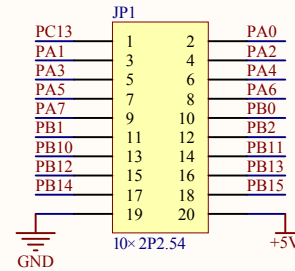 JP1
PC13 1 2 PA0
PA1 3 4 PA2
PA3 5 6 PA4
PA5 7 8 PA6
PA7 9 10 PB0
PB1 11 12 PB2
PB10 13 14 PB11
PB12 15 16 PB13
PB14 17 18 PB15
19 20
10×2P2.54
GND +5V